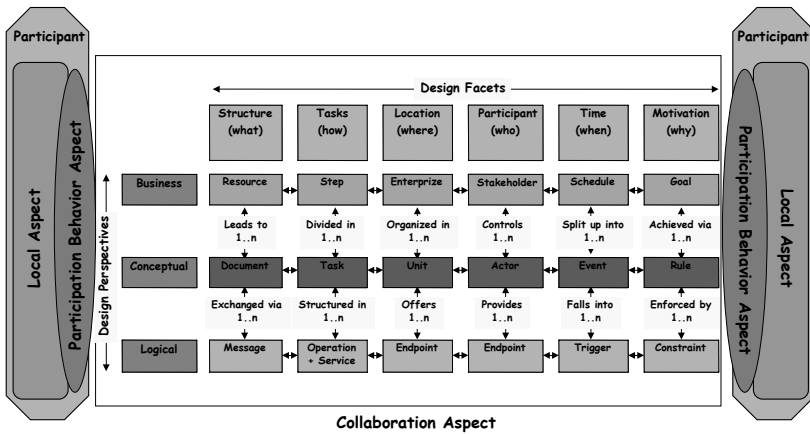 Participant
Participant
Local Aspect
Participation Behavior Aspect
Participation Behavior Aspect
Local Aspect
Design Facets
Structure
(what)
Tasks
(how)
Location
(where)
Participant
(who)
Time
(when)
Motivation
(why)
Design Perspectives
Business
Resource
Step
Enterprize
Stakeholder
Schedule
Goal
Leads to
1..n
Divided in
1..n
Organized in
1..n
Controls
1..n
Split up into
1..n
Achieved via
1..n
Conceptual
Document
Task
Unit
Actor
Event
Rule
Exchanged via
1..n
Structured in
1..n
Offers
1..n
Provides
1..n
Falls into
1..n
Enforced by
1..n
Logical
Message
Operation
+ Service
Endpoint
Endpoint
Trigger
Constraint
Collaboration Aspect